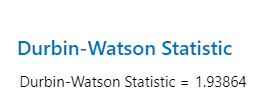 Durbin-Watson Statistic
Durbin-Watson Statistic = 1.93864